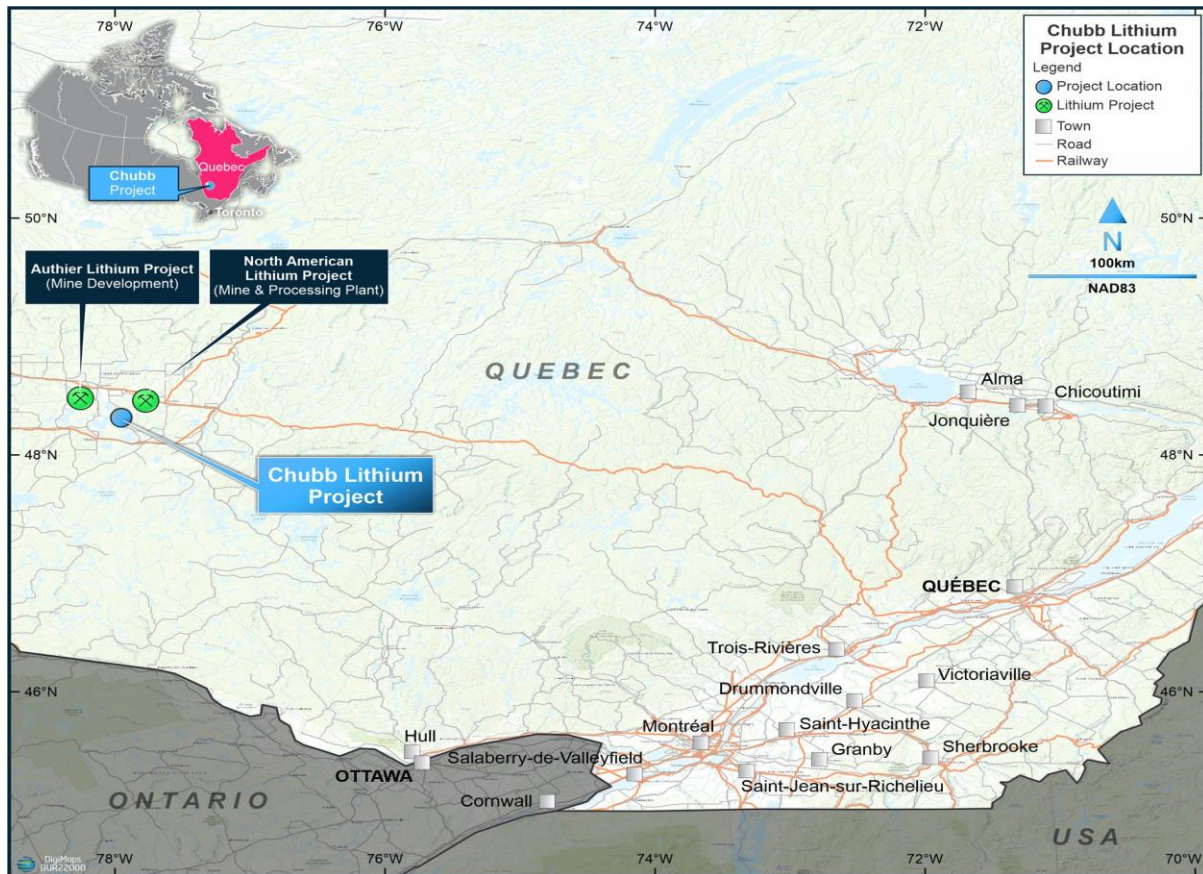 78°W
76°W
74°W
72°W
Chubb Lithium
Project Location
Legend
Project Location
Lithium Project
Town
Road
Railway
Quebec
Chubb
Project
Toronto
50°N
50°N
N
100km
NAD83
Authier Lithium Project
(Mine Development)
North American
Lithium Project
(Mine & Processing Plant)
QUEBEC
Alma
Chicoutimi
Jonquière
48°N
48°N
Chubb Lithium
Project
QUÉBEC
Trois-Rivières
Victoriaville
46°N
46°N
Drummondville
Montréal
Saint-Hyacinthe
Hull
Salaberry-de-Valleyfield
Granby
Sherbrooke
OTTAWA
Saint-Jean-sur-Richelieu
Cornwall
ONTARIO
USA
DigiMaps
BUR22000
78°W
76°W
74°W
72°W
70°W